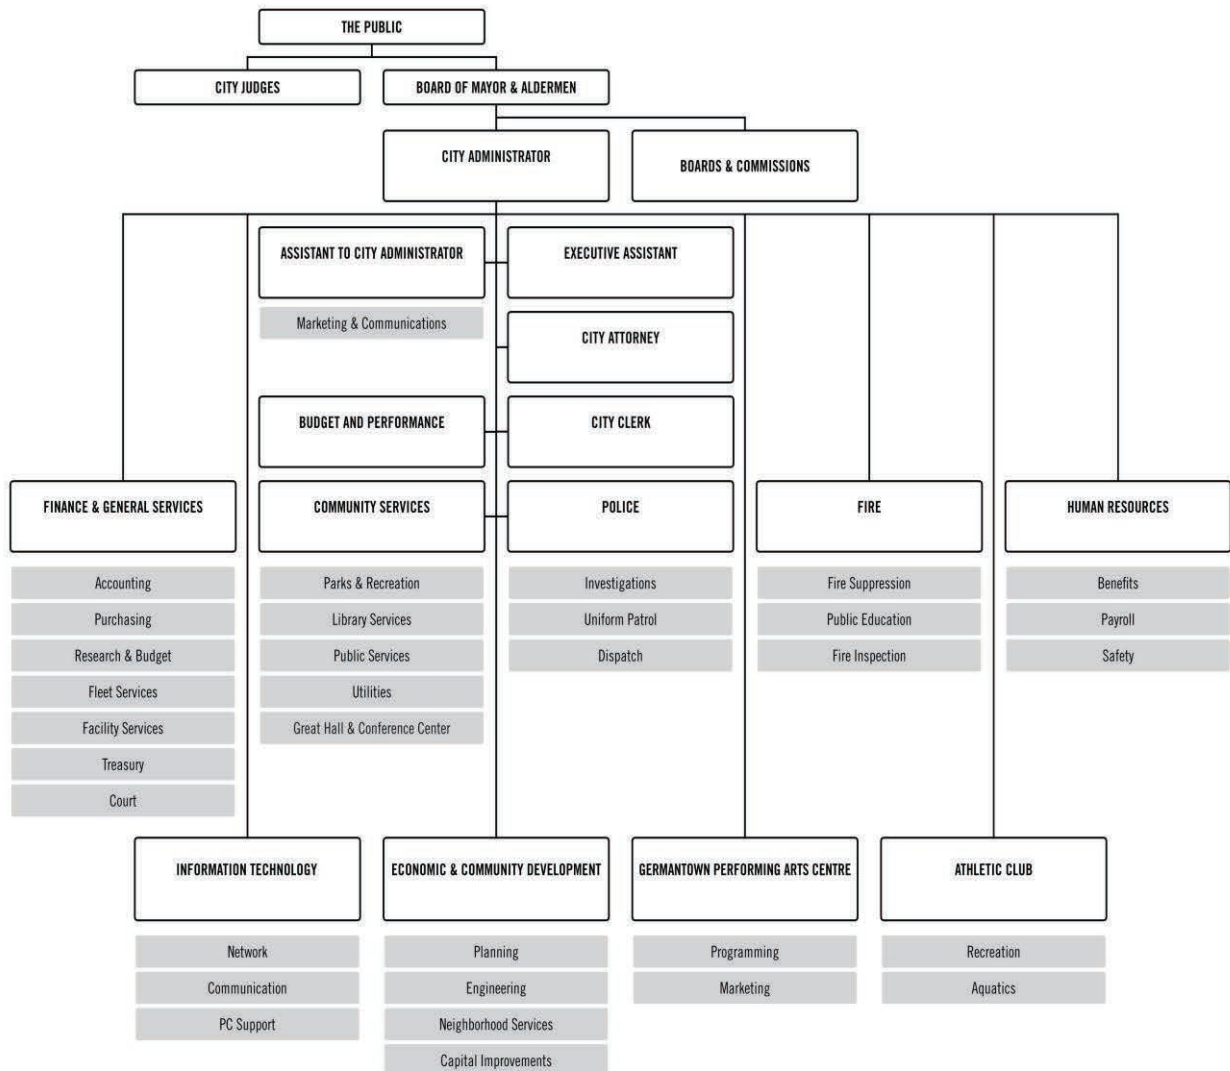 THE PUBLIC
CITY JUDGES
BOARD OF MAYOR & ALDERMEN
CITY ADMINISTRATOR
BOARDS & COMMISSIONS
ASSISTANT TO CITY ADMINISTRATOR
EXECUTIVE ASSISTANT
Marketing & Communications
CITY ATTORNEY
BUDGET AND PERFORMANCE
CITY CLERK
FINANCE & GENERAL SERVICES
Accounting
Purchasing
Research & Budget
Fleet Services
Facility Services
Treasury
Court
COMMUNITY SERVICES
Parks & Recreation
Library Services
Public Services
Utilities
Great Hall & Conference Center
POLICE
Investigations
Uniform Patrol
Dispatch
FIRE
Fire Suppression
Public Education
Fire Inspection
HUMAN RESOURCES
Benefits
Payroll
Safety
INFORMATION TECHNOLOGY
Network
Communication
PC Support
ECONOMIC & COMMUNITY DEVELOPMENT
Planning
Engineering
Neighborhood Services
Capital Improvements
GERMANTOWN PERFORMING ARTS CENTRE
Programming
Marketing
ATHLETIC CLUB
Recreation
Aquatics